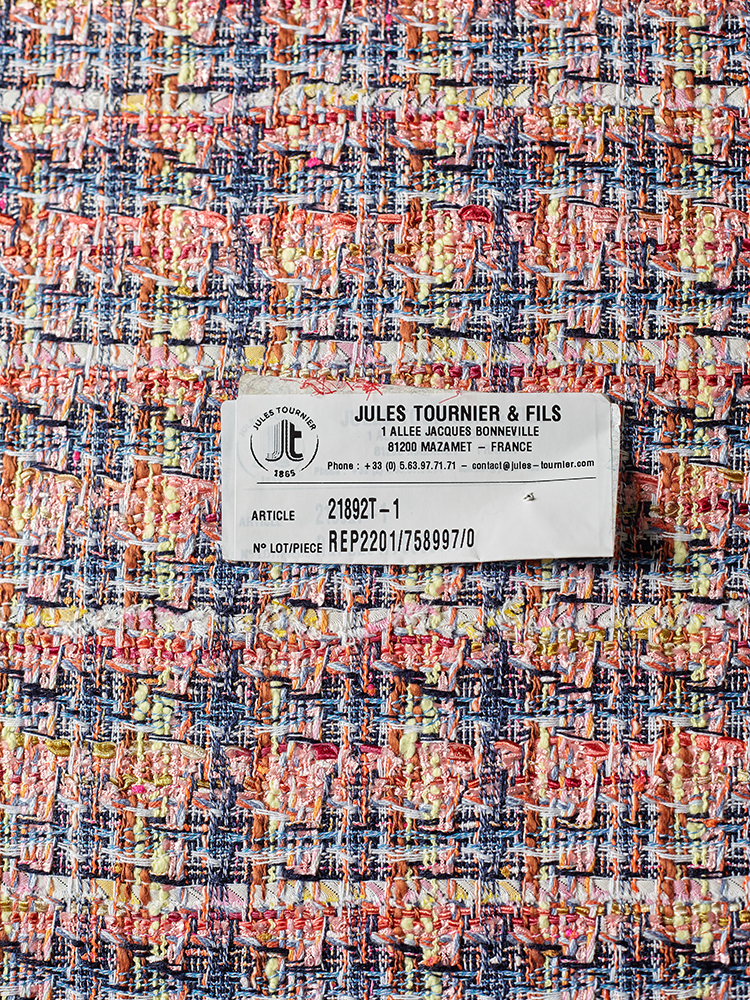 JULES TOURNIER
Jt
1865
JULES TOURNIER & FILS
1 ALLEE JACQUES BONNEVILLE
81200 MAZAMET – FRANCE
Phone : +33 (0) 5.63.97.71.71 – contact@jules-tournier.com
ARTICLE 21892T-1
N° LOT/PIECE REP2201/758997/0